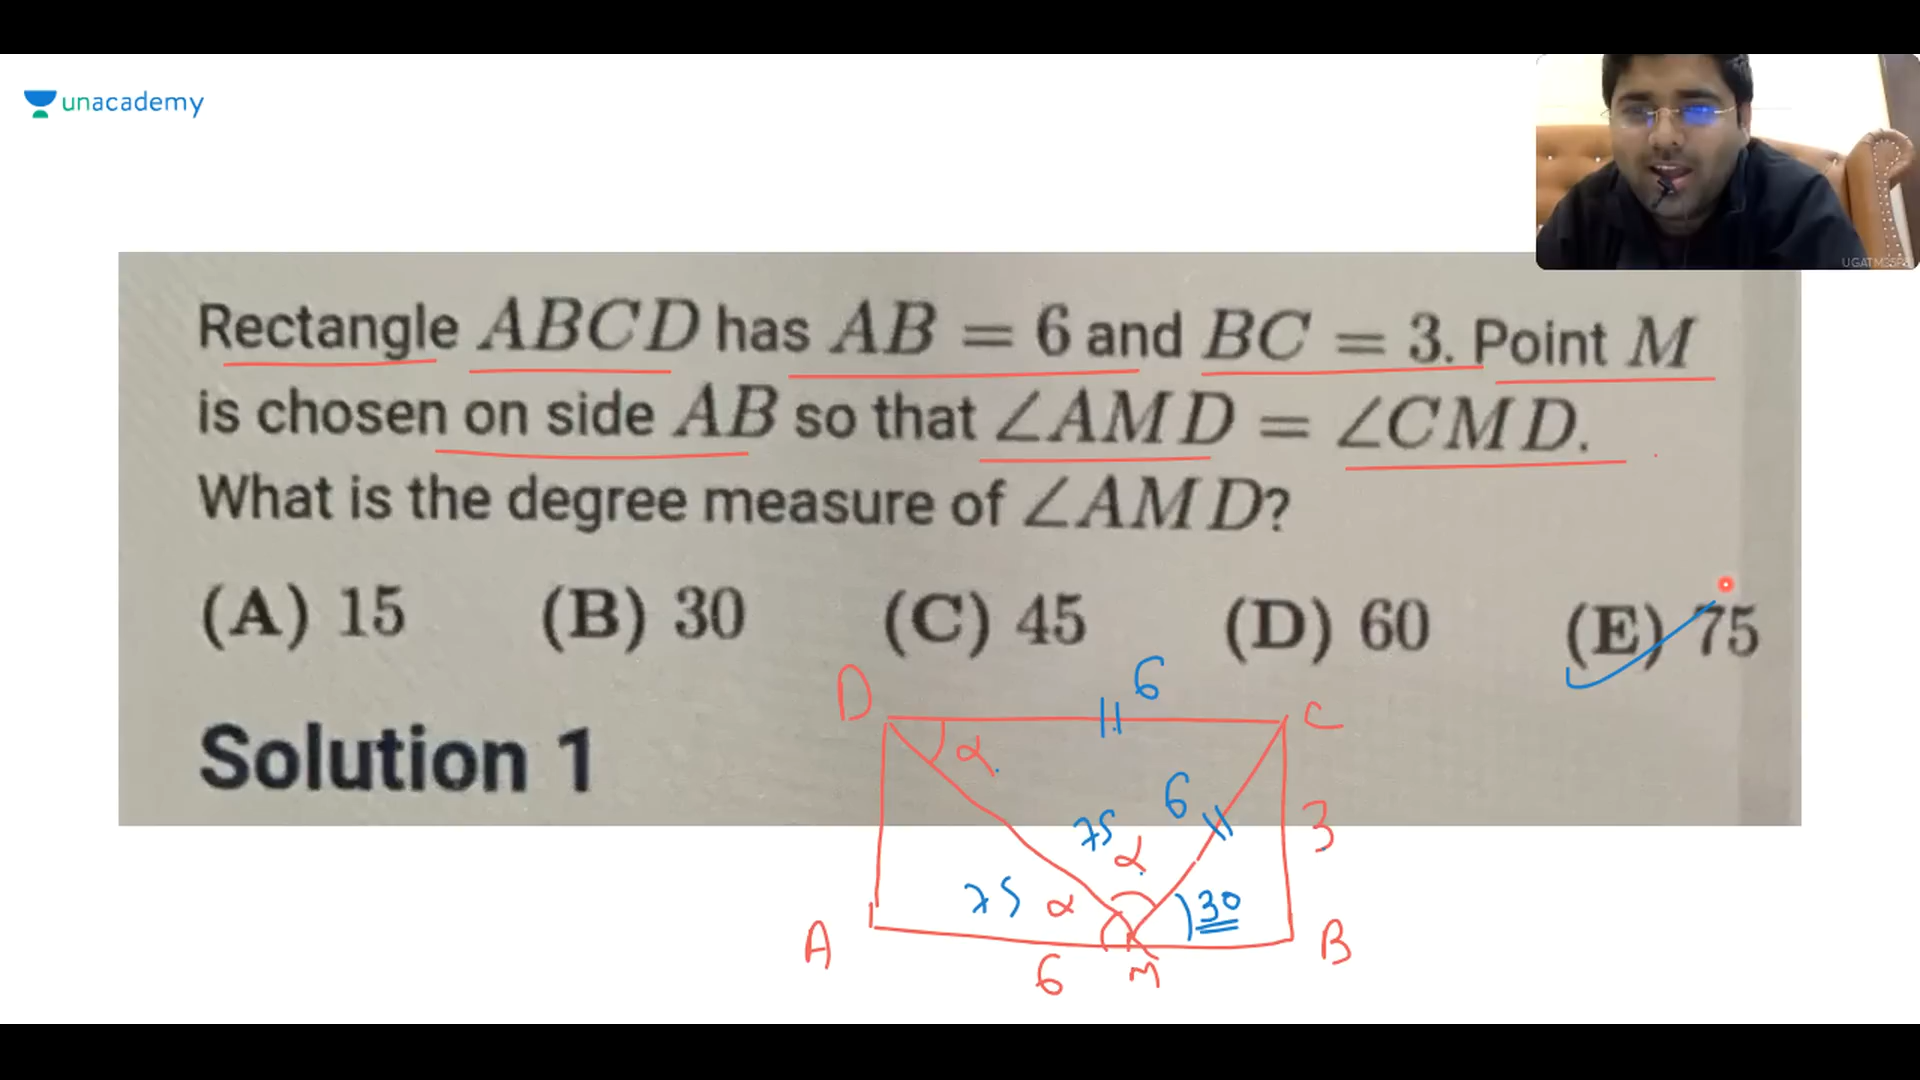 unacademy
UGATM35P81
Rectangle ABCD has AB = 6 and BC = 3. Point M
is chosen on side AB so that ∠AMD = ∠CMD.
What is the degree measure of ∠AMD?
(A) 15 (B) 30 (C) 45 (D) 60 (E) 75
Solution 1
6
D C
α
6
75
α
3
75 α 30
A B
6 M